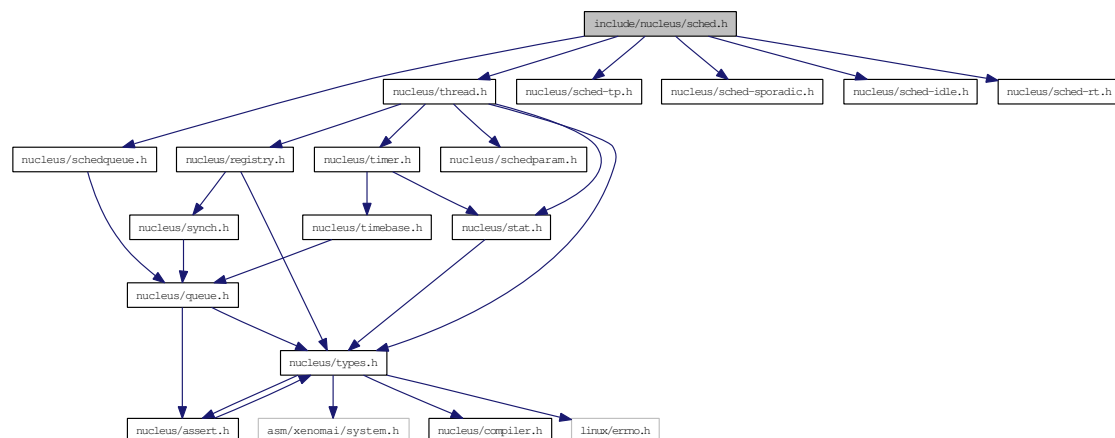 include/nucleus/sched.h
nucleus/thread.h
nucleus/sched-tp.h
nucleus/sched-sporadic.h
nucleus/sched-idle.h
nucleus/sched-rt.h
nucleus/schedqueue.h
nucleus/registry.h
nucleus/timer.h
nucleus/schedparam.h
nucleus/synch.h
nucleus/timebase.h
nucleus/stat.h
nucleus/queue.h
nucleus/types.h
nucleus/assert.h
asm/xenomai/system.h
nucleus/compiler.h
linux/errno.h